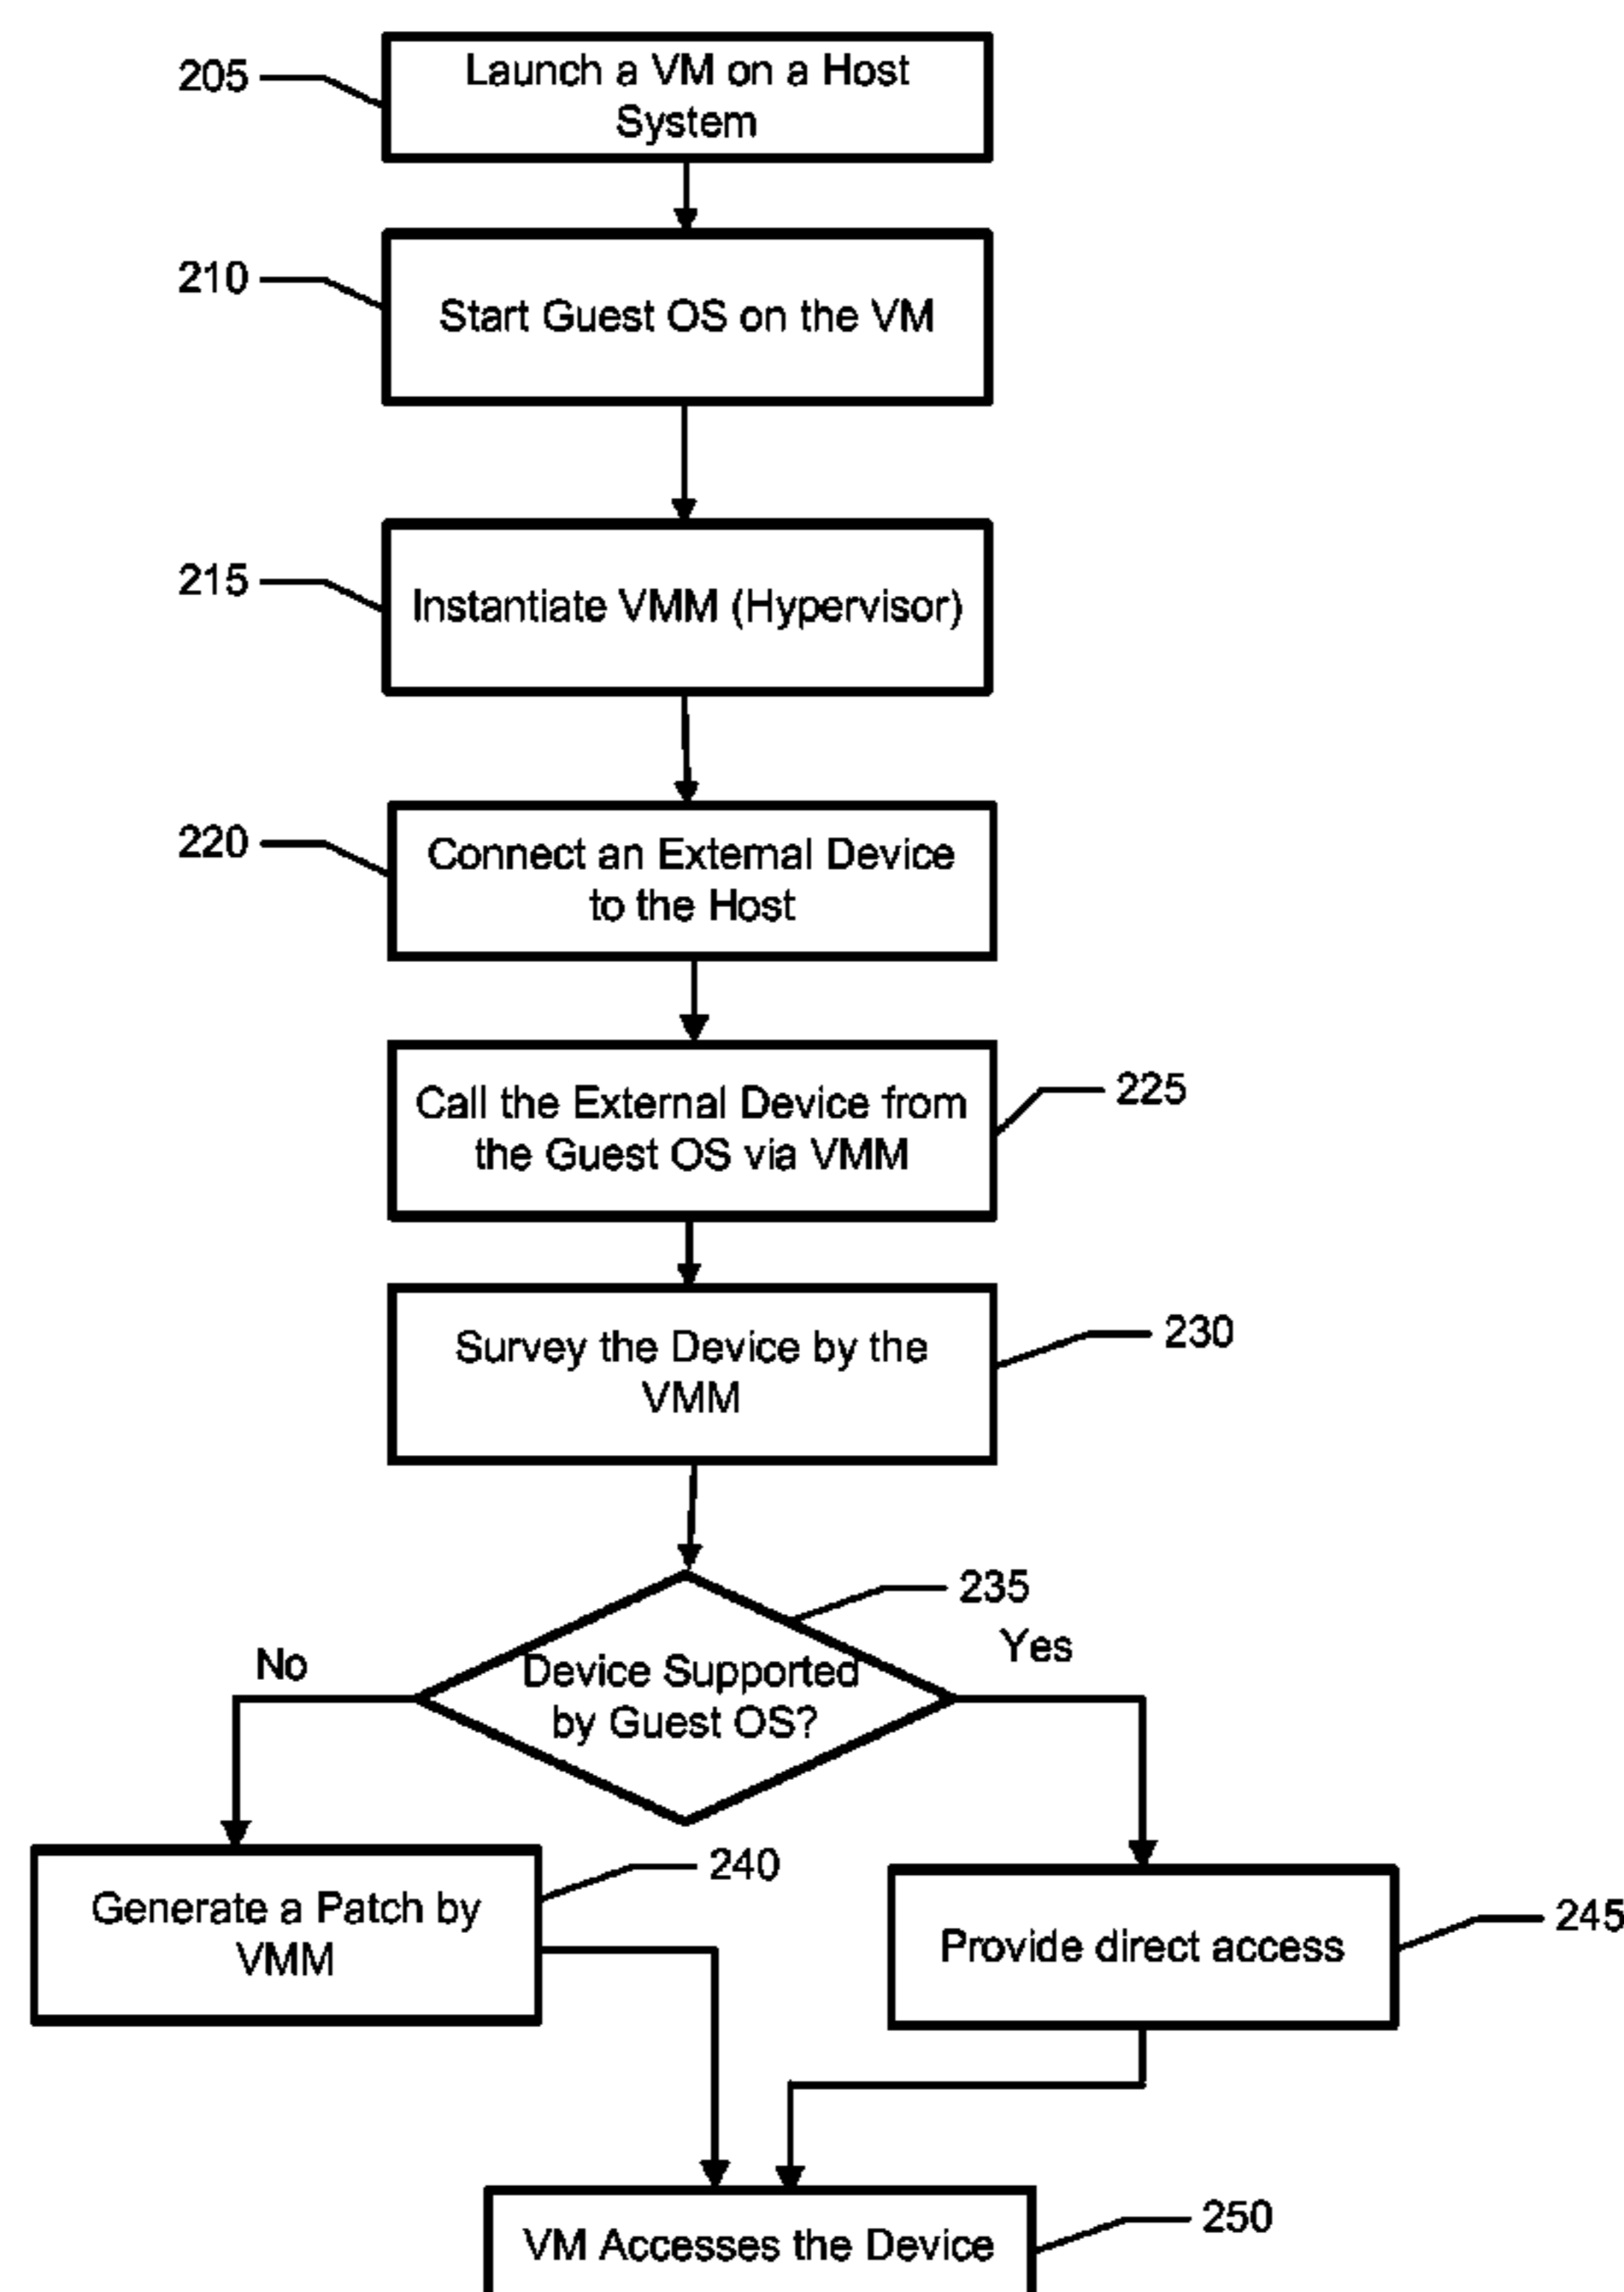 205
Launch a VM on a Host
System
210
Start Guest OS on the VM
215
Instantiate VMM (Hypervisor)
220
Connect an External Device
to the Host
Call the External Device from
the Guest OS via VMM
225
Survey the Device by the
VMM
230
235
No
Yes
Device Supported
by Guest OS?
240
Generate a Patch by
VMM
245
Provide direct access
250
VM Accesses the Device